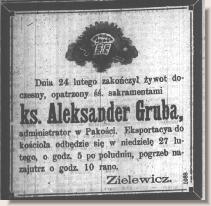 Dnia 24 lutego zakończył żywot do-
czesny, opatrzony śś. sakramentami
ks. Aleksander Gruba,
administrator w Pakości. Eksportacya do
kościoła odbędzie się w niedzielę 27 lu-
tego, o godz. 5 po południu, pogrzeb na-
zajutrz o godz. 10 rano.
Zielewicz.